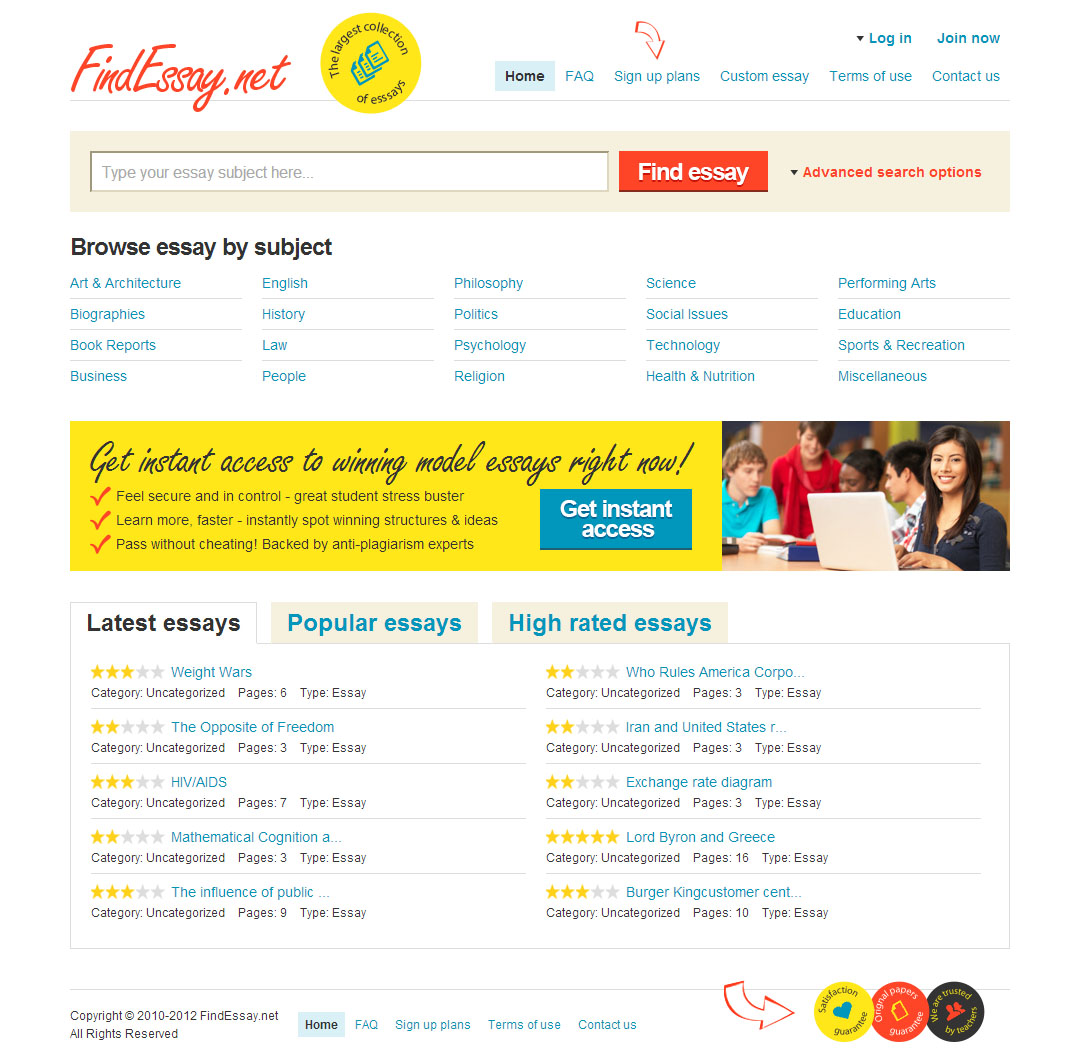 FindEssay.net
The largest collection of esssays
Log in Join now
Home FAQ Sign up plans Custom essay Terms of use Contact us
Type your essay subject here... Find essay Advanced search options
Browse essay by subject
Art & Architecture English Philosophy Science Performing Arts
Biographies History Politics Social Issues Education
Book Reports Law Psychology Technology Sports & Recreation
Business People Religion Health & Nutrition Miscellaneous
Get instant access to winning model essays right now!
Feel secure and in control - great student stress buster
Learn more, faster - instantly spot winning structures & ideas
Pass without cheating! Backed by anti-plagiarism experts
Get instant
access
Latest essays Popular essays High rated essays
Weight Wars Who Rules America Corpo...
Category: Uncategorized Pages: 6 Type: Essay Category: Uncategorized Pages: 3 Type: Essay
The Opposite of Freedom Iran and United States r...
Category: Uncategorized Pages: 3 Type: Essay Category: Uncategorized Pages: 3 Type: Essay
HIV/AIDS Exchange rate diagram
Category: Uncategorized Pages: 7 Type: Essay Category: Uncategorized Pages: 3 Type: Essay
Mathematical Cognition a... Lord Byron and Greece
Category: Uncategorized Pages: 3 Type: Essay Category: Uncategorized Pages: 16 Type: Essay
The influence of public ... Burger Kingcustomer cent...
Category: Uncategorized Pages: 9 Type: Essay Category: Uncategorized Pages: 10 Type: Essay
Copyright © 2010-2012 FindEssay.net
All Rights Reserved
Home FAQ Sign up plans Terms of use Contact us
Satisfaction guarantee
Orignal papers guarantee
We are trusted by teachers